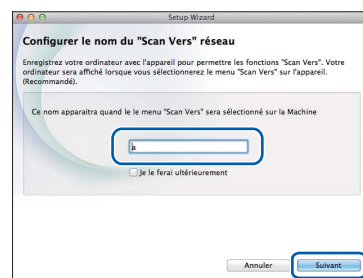 Setup Wizard
Configurer le nom du "Scan Vers" réseau
Enregistrez votre ordinateur avec l'appareil pour permettre les fonctions "Scan Vers". Votre
ordinateur sera affiché lorsque vous sélectionnerez le menu "Scan Vers" sur l'appareil.
(Recommandé).
Ce nom apparaitra quand le le menu "Scan Vers" sera sélectionné sur la Machine
a
Je le ferai ultérieurement
Annuler
Suivant